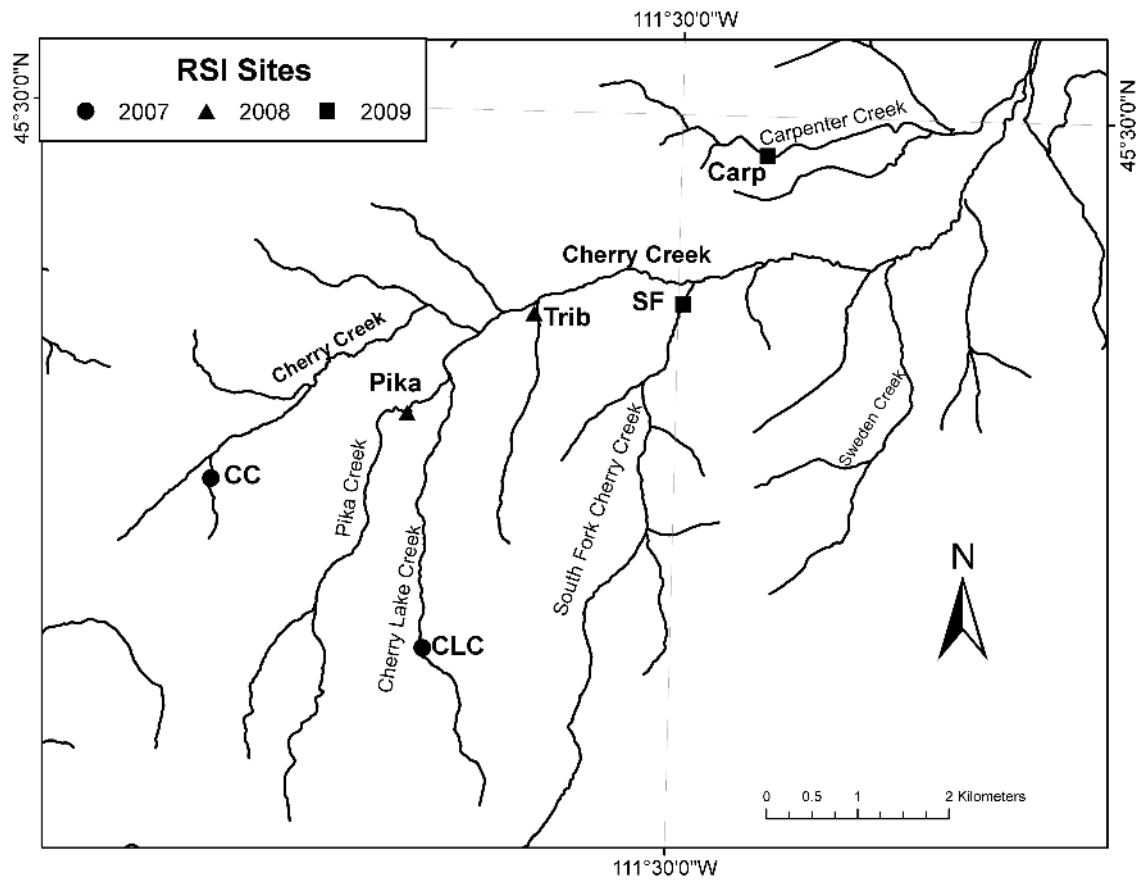 111°30'0"W
RSI Sites
2007 2008 2009
45°30'0"N
45°30'0"N
Carpenter Creek
Carp
Cherry Creek
SF
Trib
Cherry Creek
Pika
CC
Pika Creek
Cherry Lake Creek
CLC
South Fork Cherry Creek
Sweden Creek
N
0 0.5 1 2 Kilometers
111°30'0"W